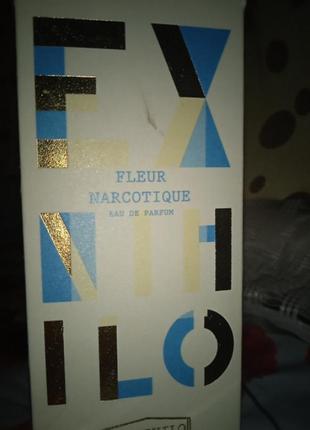 EX
FLEUR
NARCOTIQUE
EAU DE PARFUM
NIH
ILO